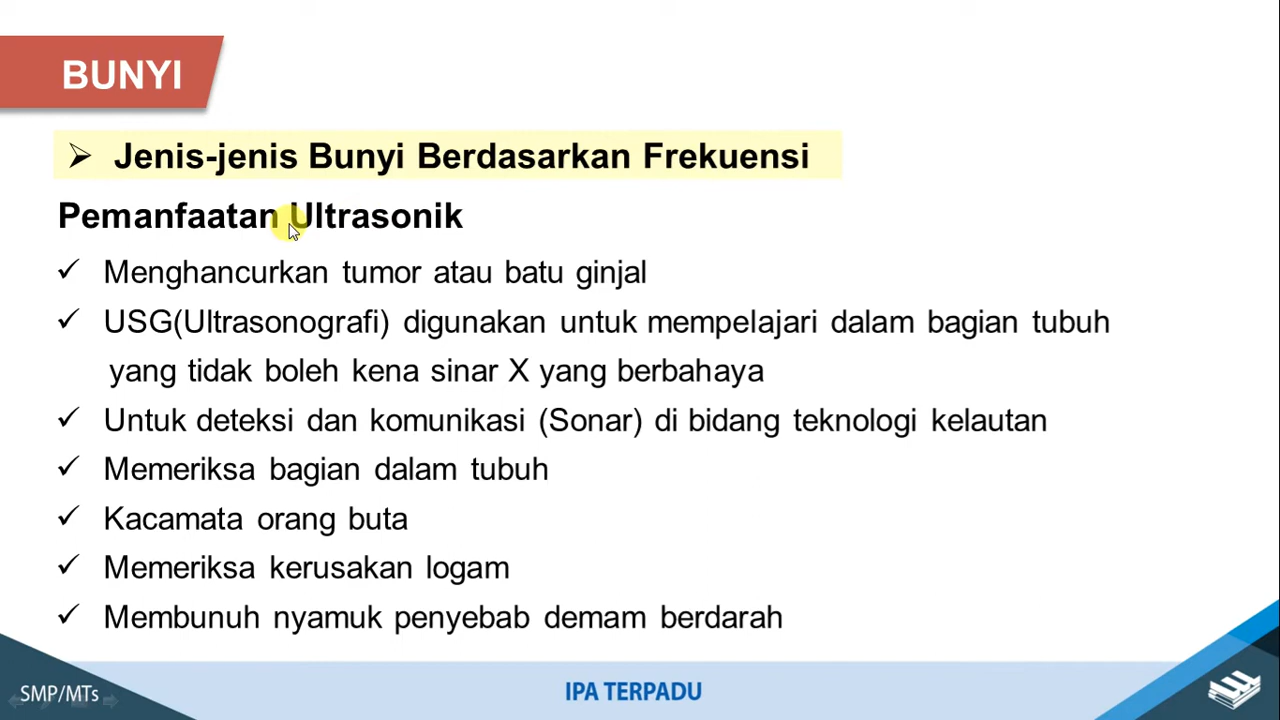 BUNYI
Jenis-jenis Bunyi Berdasarkan Frekuensi
Pemanfaatan Ultrasonik
Menghancurkan tumor atau batu ginjal
USG(Ultrasonografi) digunakan untuk mempelajari dalam bagian tubuh
yang tidak boleh kena sinar X yang berbahaya
Untuk deteksi dan komunikasi (Sonar) di bidang teknologi kelautan
Memeriksa bagian dalam tubuh
Kacamata orang buta
Memeriksa kerusakan logam
Membunuh nyamuk penyebab demam berdarah
SMP/MTs
IPA TERPADU